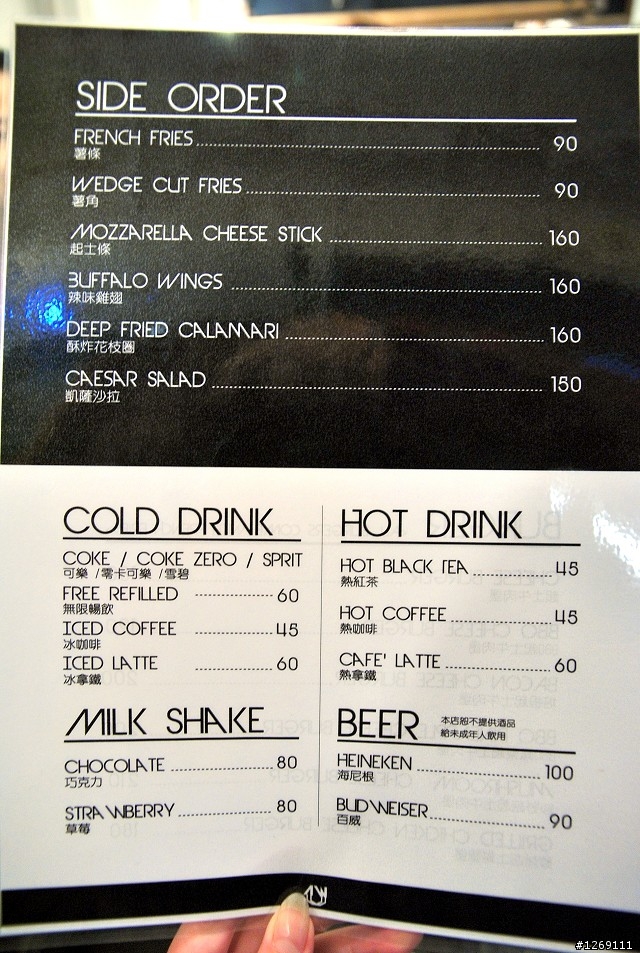 SIDE ORDER
FRENCH FRIES 90
薯條
WEDGE CUT FRIES 90
薯角
MOZZARELLA CHEESE STICK 160
起士條
BUFFALO WINGS 160
辣味雞翅
DEEP FRIED CALAMARI 160
酥炸花枝圈
CAESAR SALAD 150
凱薩沙拉
COLD DRINK
COKE / COKE ZERO / SPRIT
可樂 /零卡可樂 /雪碧
FREE REFILLED 60
無限暢飲
ICED COFFEE 45
冰咖啡
ICED LATTE 60
冰拿鐵
MILK SHAKE
CHOCOLATE 80
巧克力
STRAWBERRY 80
草莓
HOT DRINK
HOT BLACK TEA 45
熱紅茶
HOT COFFEE 45
熱咖啡
CAFE' LATTE 60
熱拿鐵
BEER
本店恕不提供酒品
給未成年人飲用
HEINEKEN 100
海尼根
BUDWEISER 90
百威
#1269111